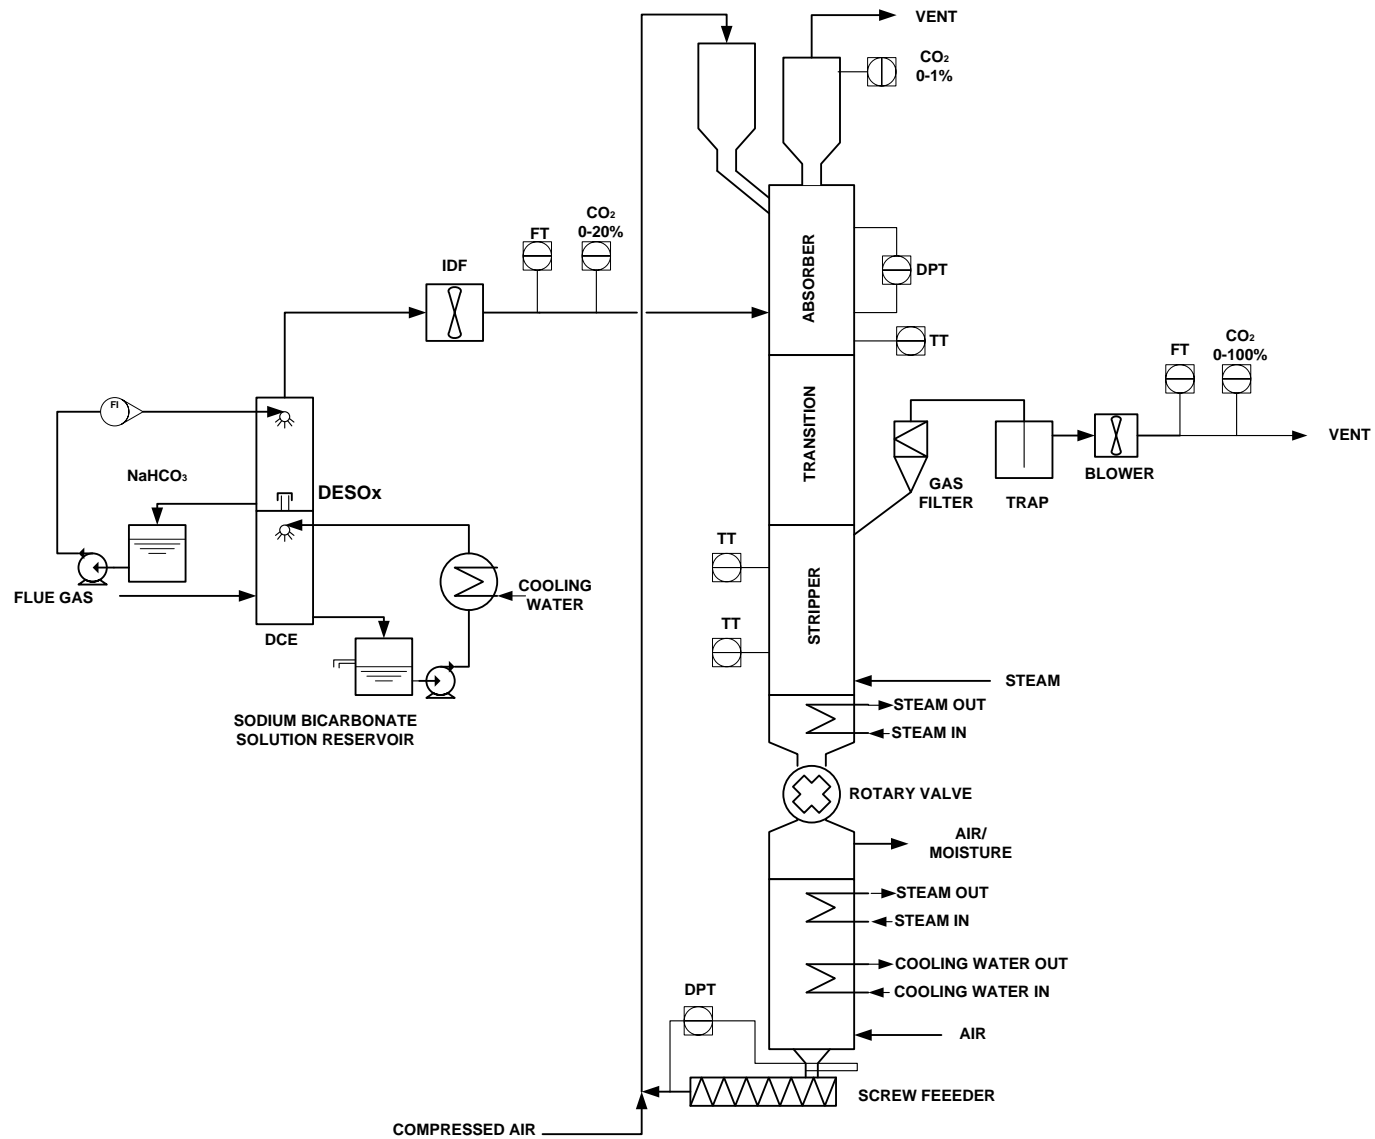 VENT
CO₂
0-1%
CO₂
0-20%
FT
IDF
ABSORBER
DPT
TT
CO₂
0-100%
FT
FI
TRANSITION
VENT
NaHCO₃
DESOx
GAS
FILTER
TRAP
BLOWER
TT
FLUE GAS
COOLING
WATER
STRIPPER
DCE
TT
STEAM
SODIUM BICARBONATE
SOLUTION RESERVOIR
STEAM OUT
STEAM IN
ROTARY VALVE
AIR/
MOISTURE
STEAM OUT
STEAM IN
COOLING WATER OUT
COOLING WATER IN
DPT
AIR
SCREW FEEEDER
COMPRESSED AIR